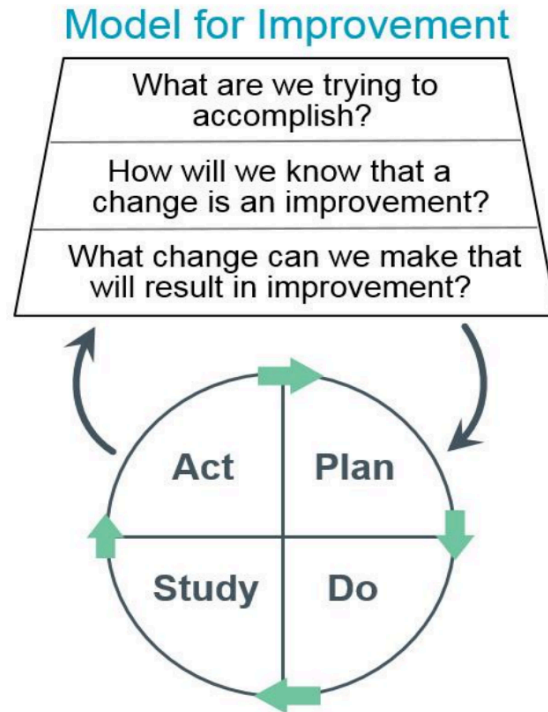 Model for Improvement
What are we trying to
accomplish?
How will we know that a
change is an improvement?
What change can we make that
will result in improvement?
Act
Plan
Study
Do